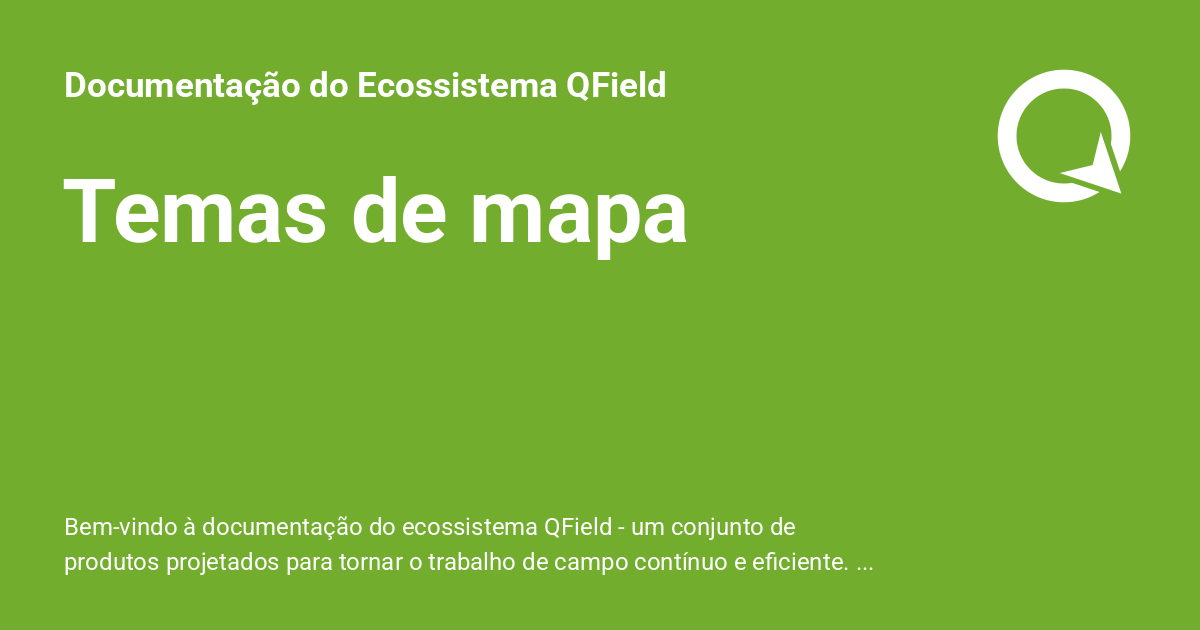 Documentação do Ecossistema QField
Temas de mapa
Bem-vindo à documentação do ecossistema QField - um conjunto de
produtos projetados para tornar o trabalho de campo contínuo e eficiente. ...